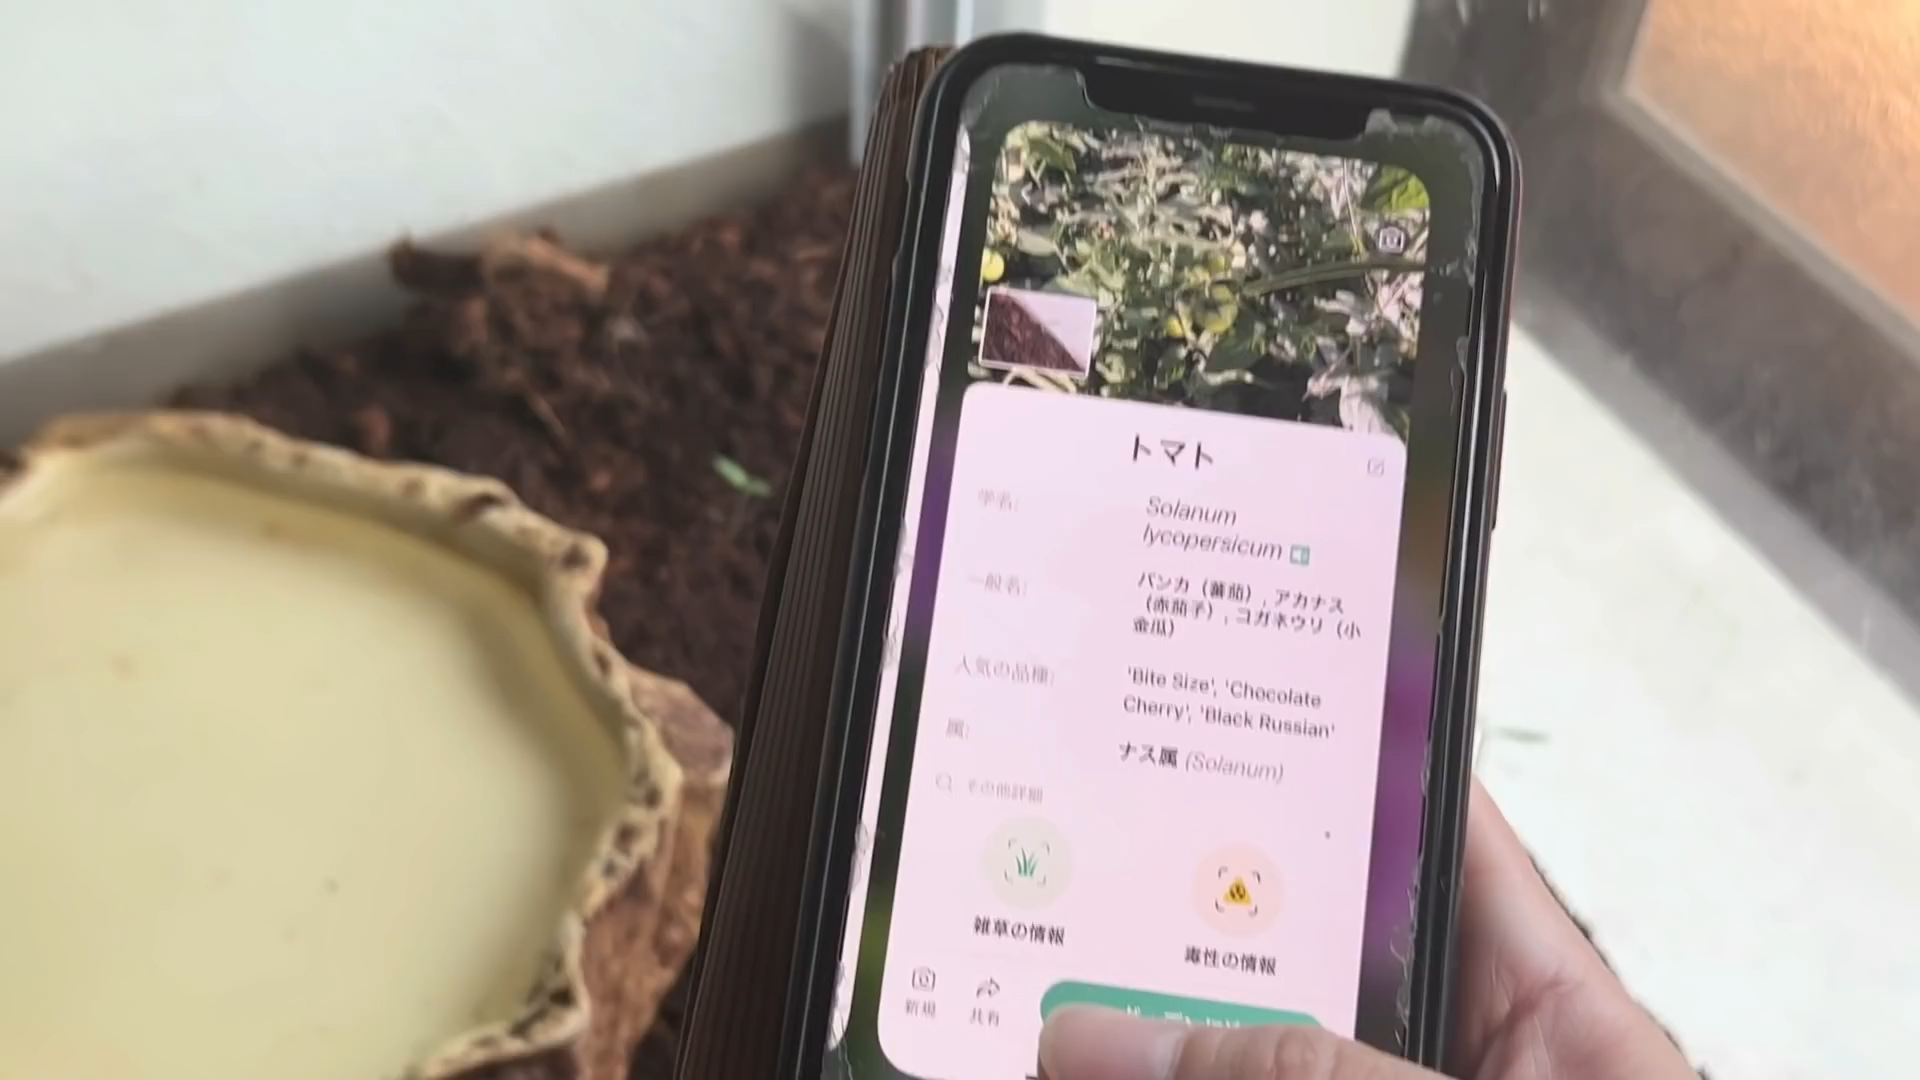 トマト
学名:
Solanum
lycopersicum
一般名:
バンカ（蕃茄）, アカナス
（赤茄子）, コガネウリ（小
金瓜）
人気の品種:
'Bite Size', 'Chocolate
Cherry', 'Black Russian'
属:
ナス属 (Solanum)
その他詳細
雑草の情報
毒性の情報
新規
共有